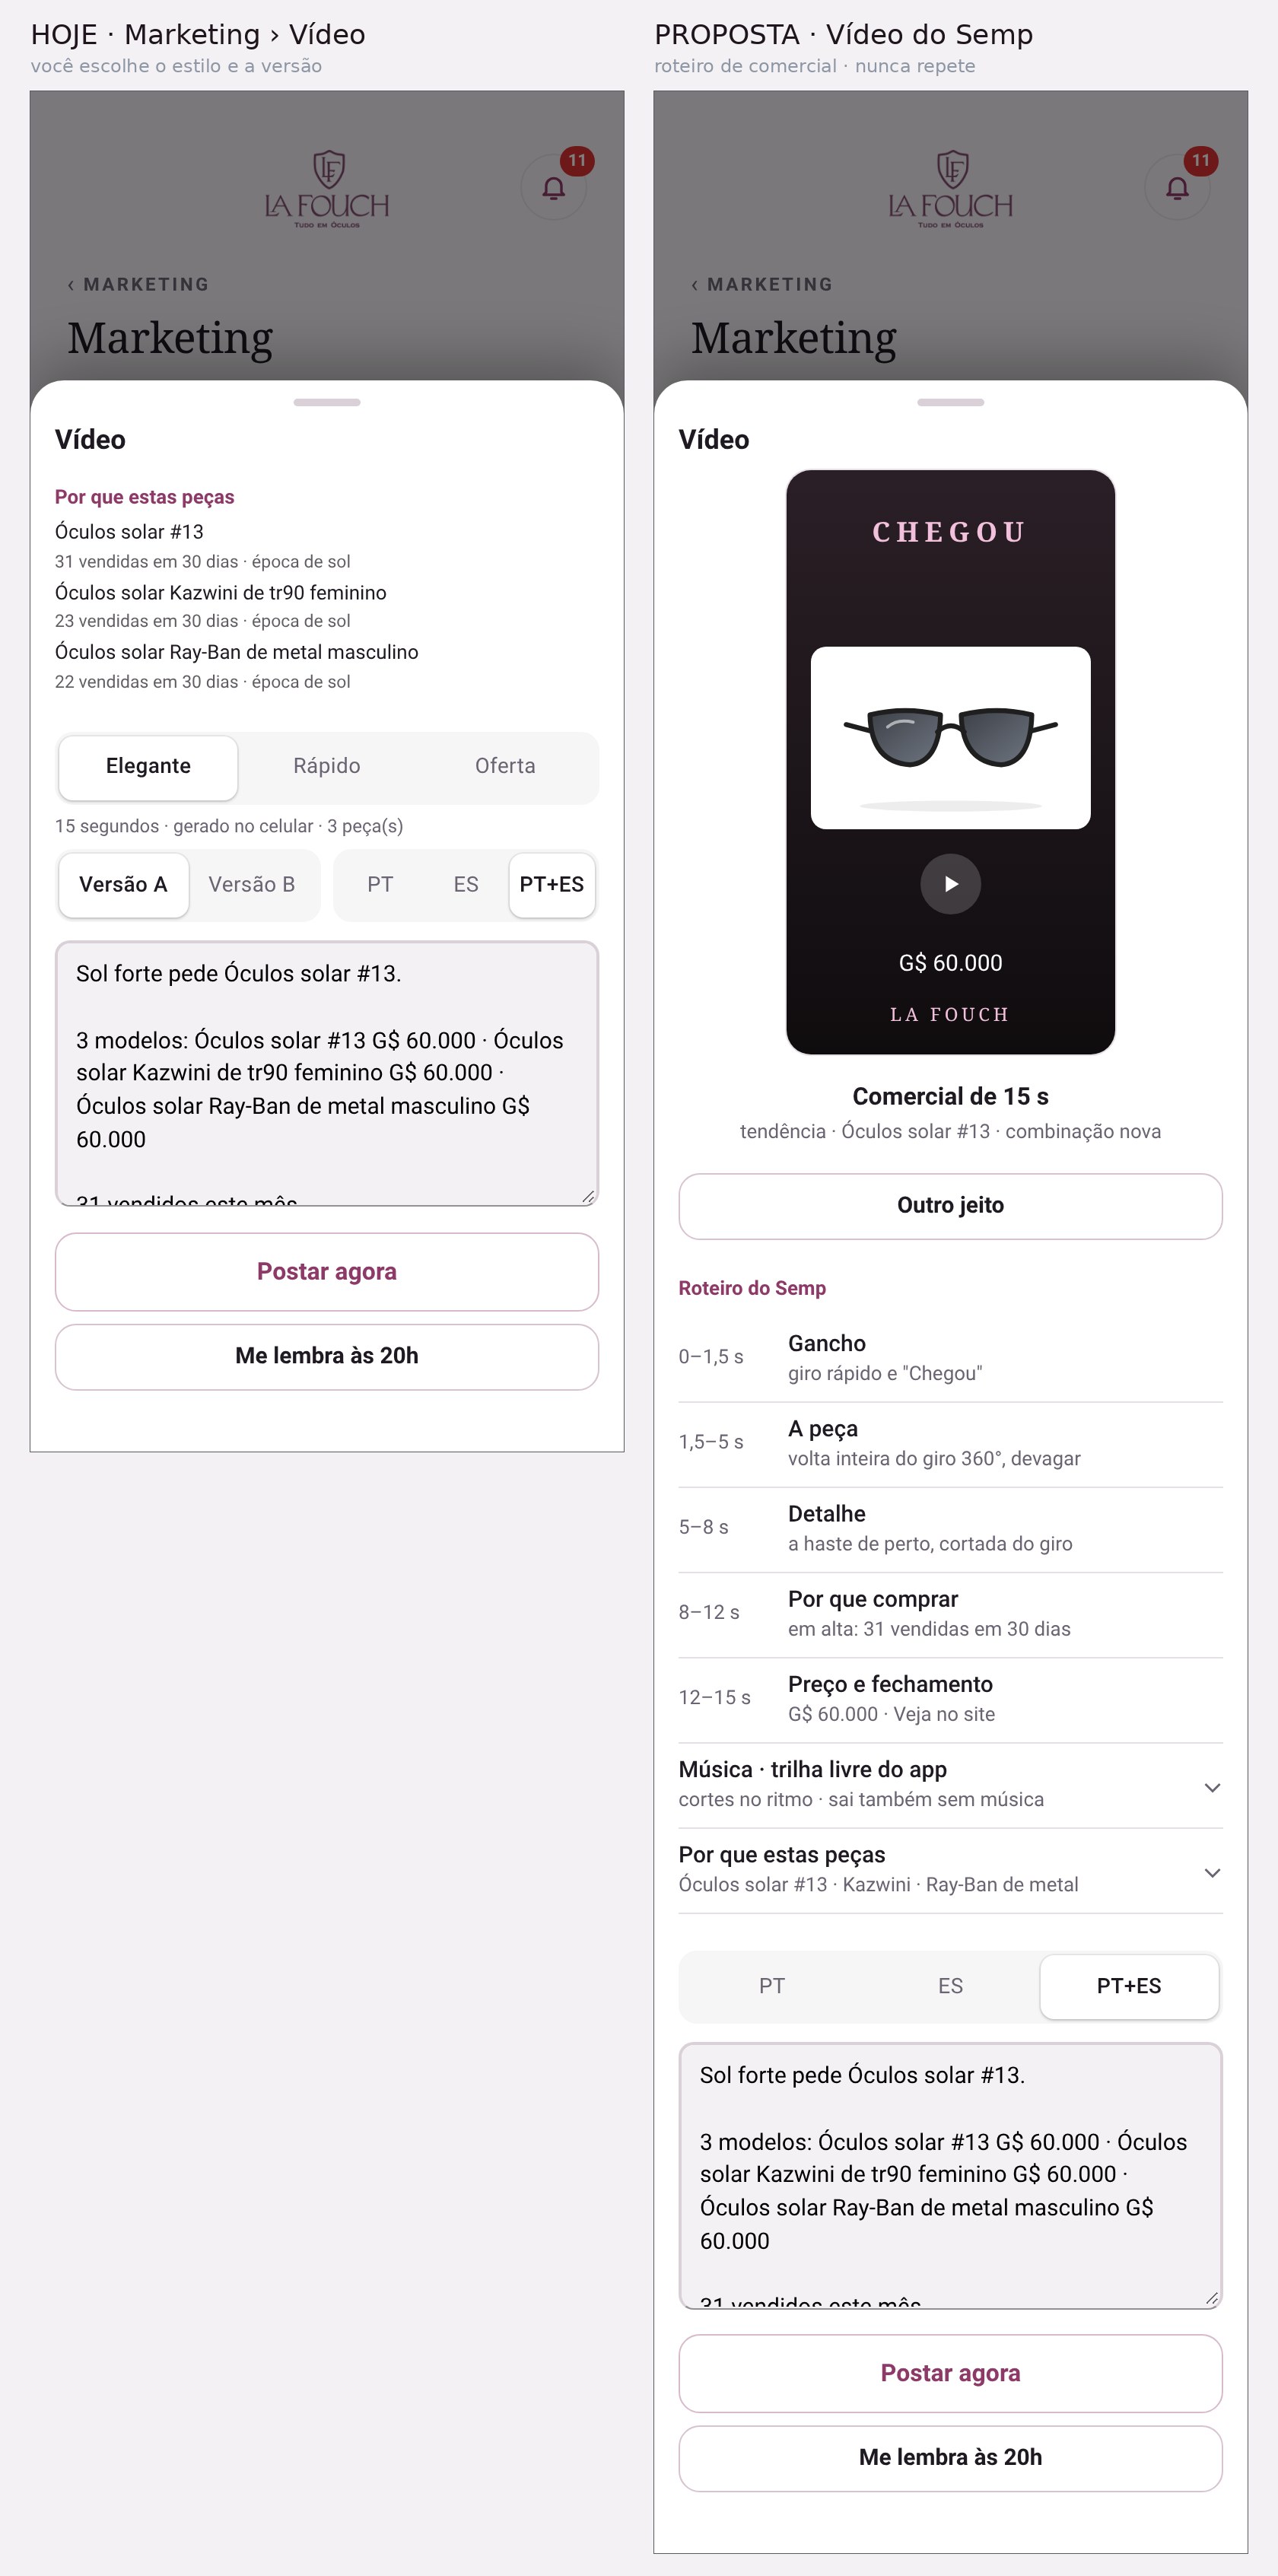 HOJE · Marketing › Vídeo
você escolhe o estilo e a versão
11
LF
LA FOUCH
TUDO EM ÓCULOS
‹ MARKETING
Marketing
Vídeo
Por que estas peças
Óculos solar #13
31 vendidas em 30 dias · época de sol
Óculos solar Kazwini de tr90 feminino
23 vendidas em 30 dias · época de sol
Óculos solar Ray-Ban de metal masculino
22 vendidas em 30 dias · época de sol
Elegante Rápido Oferta
15 segundos · gerado no celular · 3 peça(s)
Versão A Versão B PT ES PT+ES
Sol forte pede Óculos solar #13.
3 modelos: Óculos solar #13 G$ 60.000 · Óculos
solar Kazwini de tr90 feminino G$ 60.000 ·
Óculos solar Ray-Ban de metal masculino G$
60.000
31 vendidos este mês
Postar agora
Me lembra às 20h
PROPOSTA · Vídeo do Semp
roteiro de comercial · nunca repete
11
LF
LA FOUCH
TUDO EM ÓCULOS
‹ MARKETING
Marketing
Vídeo
CHEGOU
G$ 60.000
LA FOUCH
Comercial de 15 s
tendência · Óculos solar #13 · combinação nova
Outro jeito
Roteiro do Semp
0–1,5 s
Gancho
giro rápido e "Chegou"
1,5–5 s
A peça
volta inteira do giro 360°, devagar
5–8 s
Detalhe
a haste de perto, cortada do giro
8–12 s
Por que comprar
em alta: 31 vendidas em 30 dias
12–15 s
Preço e fechamento
G$ 60.000 · Veja no site
Música · trilha livre do app
cortes no ritmo · sai também sem música
Por que estas peças
Óculos solar #13 · Kazwini · Ray-Ban de metal
PT ES PT+ES
Sol forte pede Óculos solar #13.
3 modelos: Óculos solar #13 G$ 60.000 · Óculos
solar Kazwini de tr90 feminino G$ 60.000 ·
Óculos solar Ray-Ban de metal masculino G$
60.000
31 vendidos este mês
Postar agora
Me lembra às 20h